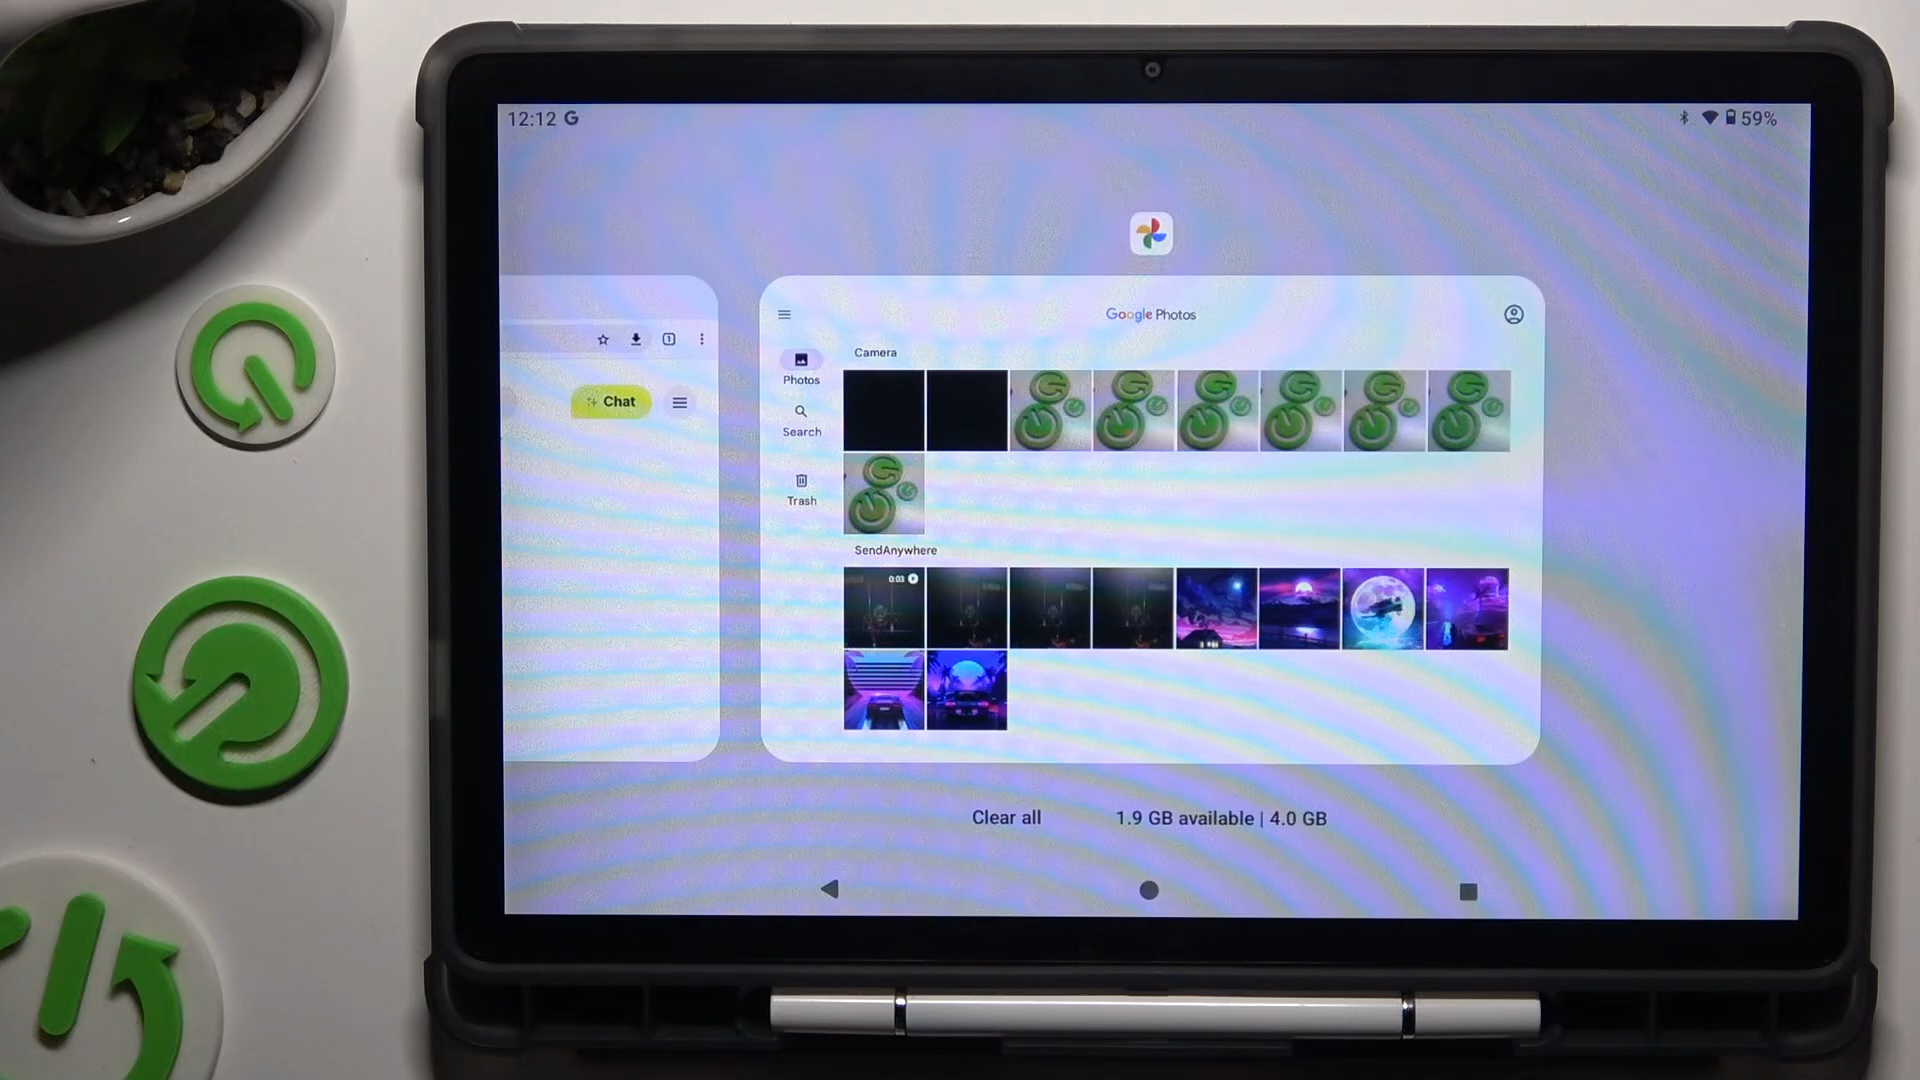 12:12 G
59%
Google Photos
1
Chat
Photos
Search
Trash
Camera
SendAnywhere
0:03
Clear all
1.9 GB available | 4.0 GB